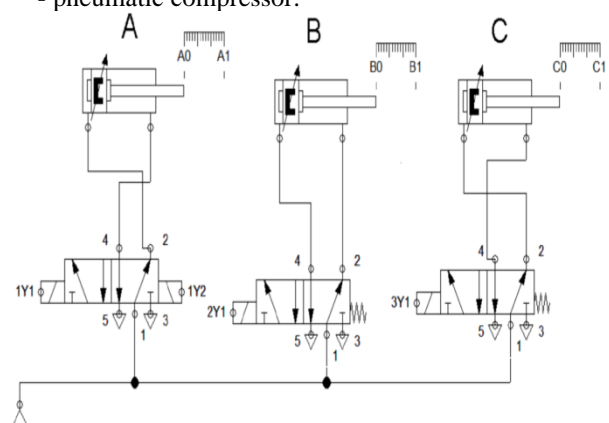 - pneumatic compressor.
A B C
A0 A1 B0 B1 C0 C1
4 2 4 2 4 2
1Y1 1Y2 2Y1 3Y1
5 3 5 3 5 3
1 1 1